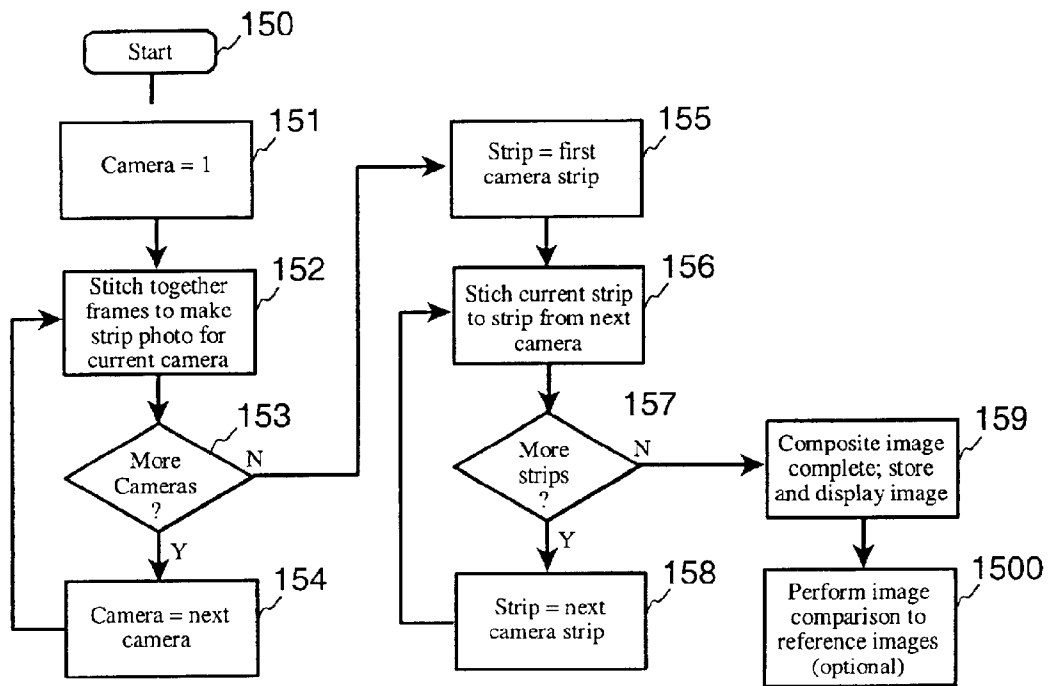 150
Start
151
Camera = 1
152
Stitch together
frames to make
strip photo for
current camera
153
More
Cameras
?
N
Y
154
Camera = next
camera
155
Strip = first
camera strip
156
Stich current strip
to strip from next
camera
157
More
strips
?
N
Y
158
Strip = next
camera strip
159
Composite image
complete; store
and display image
1500
Perform image
comparison to
reference images
(optional)